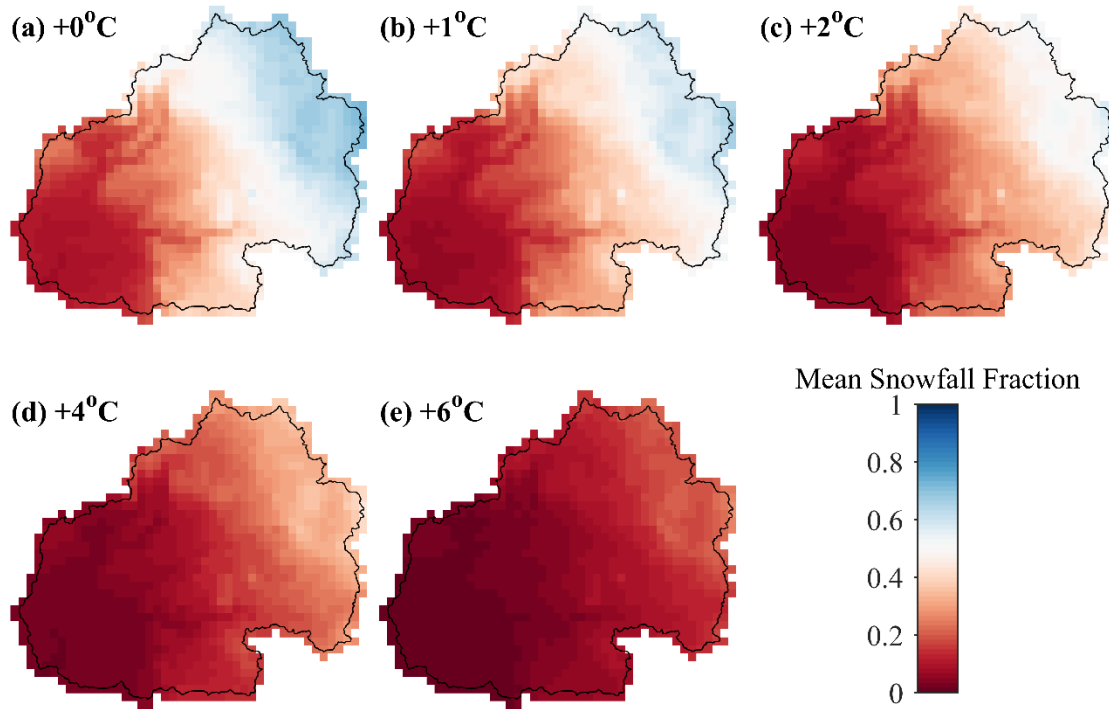 (a) +0°C
(b) +1°C
(c) +2°C
(d) +4°C
(e) +6°C
Mean Snowfall Fraction
1
0.8
0.6
0.4
0.2
0